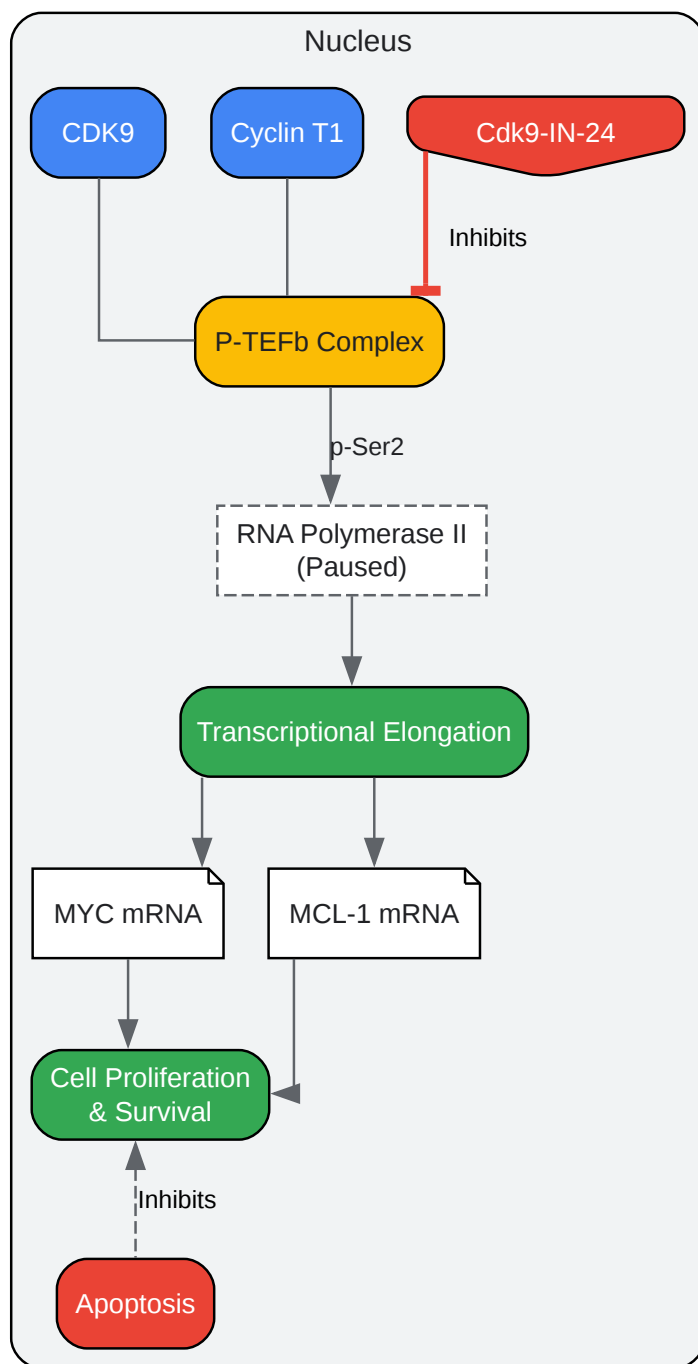 Nucleus
CDK9
Cyclin T1
Cdk9-IN-24
Inhibits
P-TEFb Complex
p-Ser2
RNA Polymerase II
(Paused)
Transcriptional Elongation
MYC mRNA
MCL-1 mRNA
Cell Proliferation
& Survival
Inhibits
Apoptosis